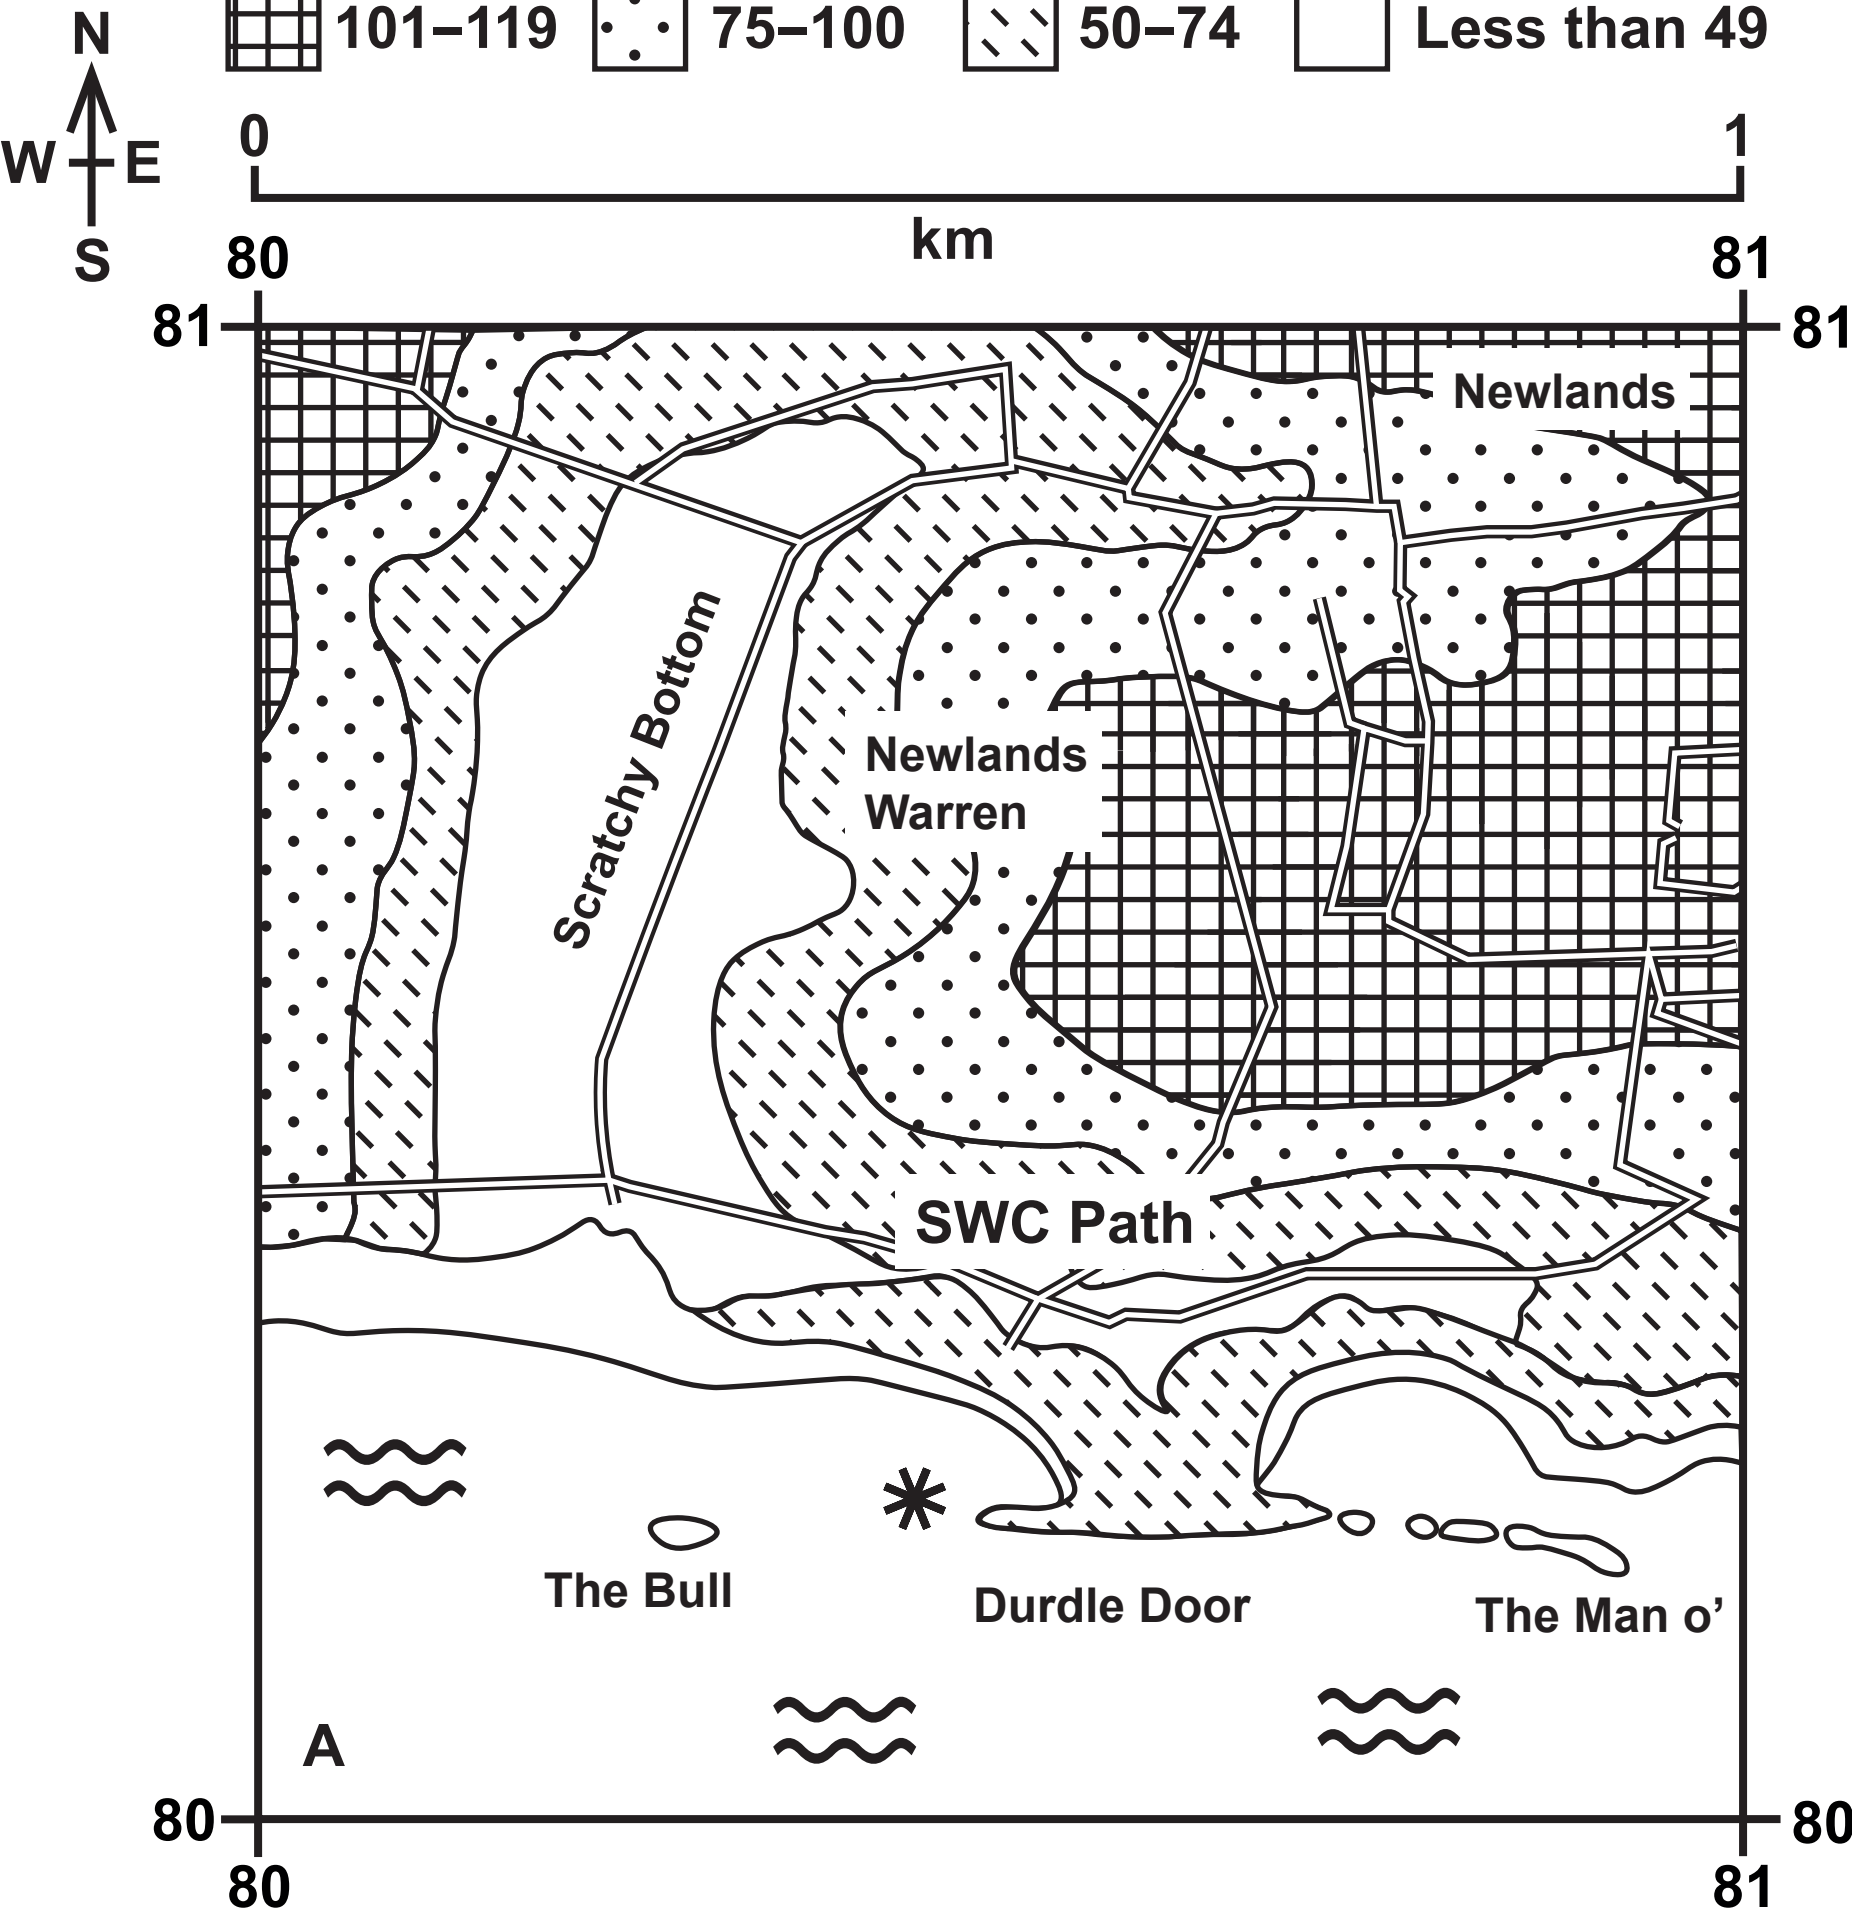 101–119 75–100 50–74 Less than 49
N
W E
S
0 1
km
80 81
81 81
Newlands
Scratchy Bottom
Newlands
Warren
SWC Path
The Bull
Durdle Door
The Man o’
A
80 80
80 81